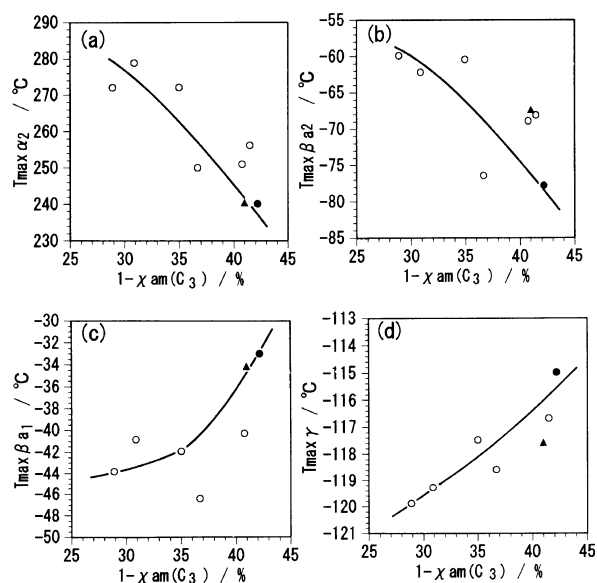 (a)
Tmax α2 / °C
290
280
270
260
250
240
230
25 30 35 40 45
1-χam(C3) / %
(b)
Tmax βa2 / °C
-55
-60
-65
-70
-75
-80
-85
25 30 35 40 45
1-χam(C3) / %
(c)
Tmax βa1 / °C
-30
-32
-34
-36
-38
-40
-42
-44
-46
-48
-50
25 30 35 40 45
1-χam(C3) / %
(d)
Tmax γ / °C
-113
-114
-115
-116
-117
-118
-119
-120
-121
25 30 35 40 45
1-χam(C3) / %